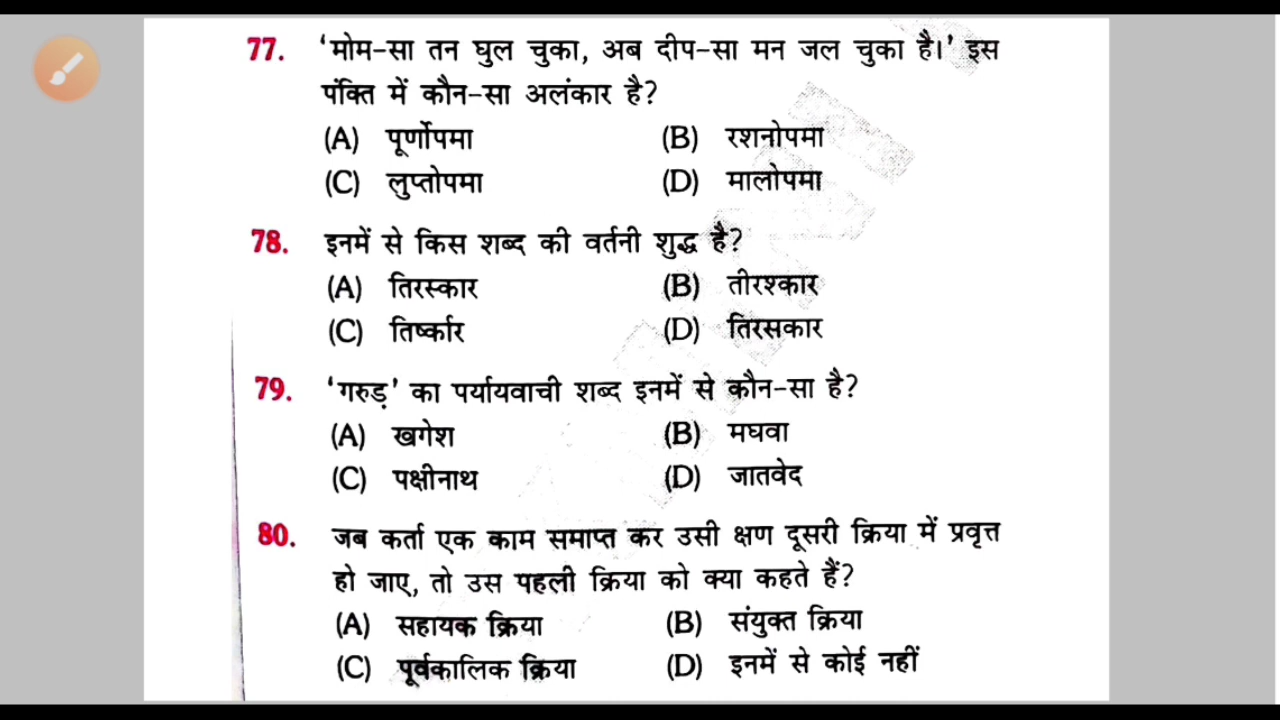 77. ‘मोम-सा तन घुल चुका, अब दीप-सा मन जल चुका है।’ इस
पंक्ति में कौन-सा अलंकार है?
(A) पूर्णोपमा (B) रशनोपमा
(C) लुप्तोपमा (D) मालोपमा
78. इनमें से किस शब्द की वर्तनी शुद्ध है?
(A) तिरस्कार (B) तीरश्कार
(C) तिर्ष्कार (D) तिरसकार
79. ‘गरुड़’ का पर्यायवाची शब्द इनमें से कौन-सा है?
(A) खगेश (B) मघवा
(C) पक्षीनाथ (D) जातवेद
80. जब कर्ता एक काम समाप्त कर उसी क्षण दूसरी क्रिया में प्रवृत्त
हो जाए, तो उस पहली क्रिया को क्या कहते हैं?
(A) सहायक क्रिया (B) संयुक्त क्रिया
(C) पूर्वकालिक क्रिया (D) इनमें से कोई नहीं